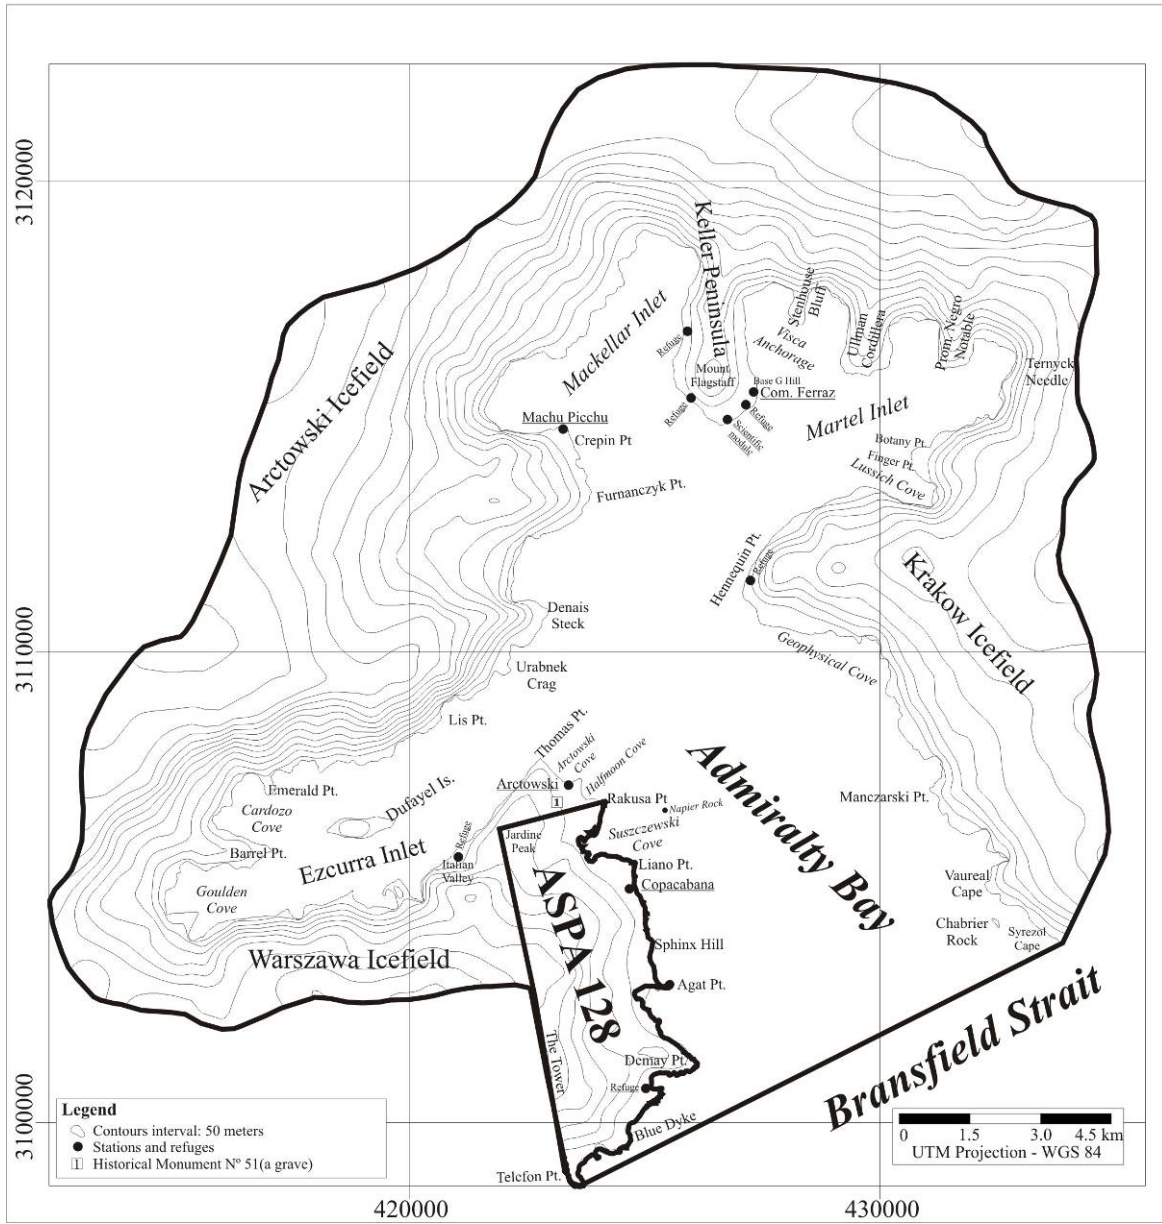 3120000
3110000
3100000
420000
430000
Keller Peninsula
Mackellar Inlet
Stenhouse
Bluff
Visca
Anchorage
Ullman
Cordillera
Prom. Negro
Notable
Ternyck
Needle
Refuge
Mount
Flagstaff
Base G Hill
Com. Ferraz
Refuge
Refuge
Scientific
module
Martel Inlet
Arctowski Icefield
Machu Picchu
Crepin Pt
Furnanczyk Pt.
Botany Pt.
Finger Pt.
Lussich Cove
Hennequin Pt.
Refuge
Krakow Icefield
Geophysical Cove
Denais
Steck
Urabnek
Crag
Lis Pt.
Thomas Pt.
Arctowski
Cove
Halfmoon Cove
Arctowski
1
Rakusa Pt
Napier Rock
Suszczewski
Cove
Admiralty Bay
Manczarski Pt.
Emerald Pt.
Cardozo
Cove
Dufayel Is.
Barrel Pt.
Ezcurra Inlet
Refuge
Italian
Valley
Jardine
Peak
Liano Pt.
Copacabana
Goulden
Cove
Vaureal
Cape
Chabrier
Rock
Syrezol
Cape
Warszawa Icefield
ASPA 128
Sphinx Hill
Agat Pt.
The Tower
Demay Pt.
Refuge
Blue Dyke
Telefon Pt.
Bransfield Strait
Legend
Contours interval: 50 meters
Stations and refuges
1 Historical Monument Nº 51(a grave)
0 1.5 3.0 4.5 km
UTM Projection - WGS 84